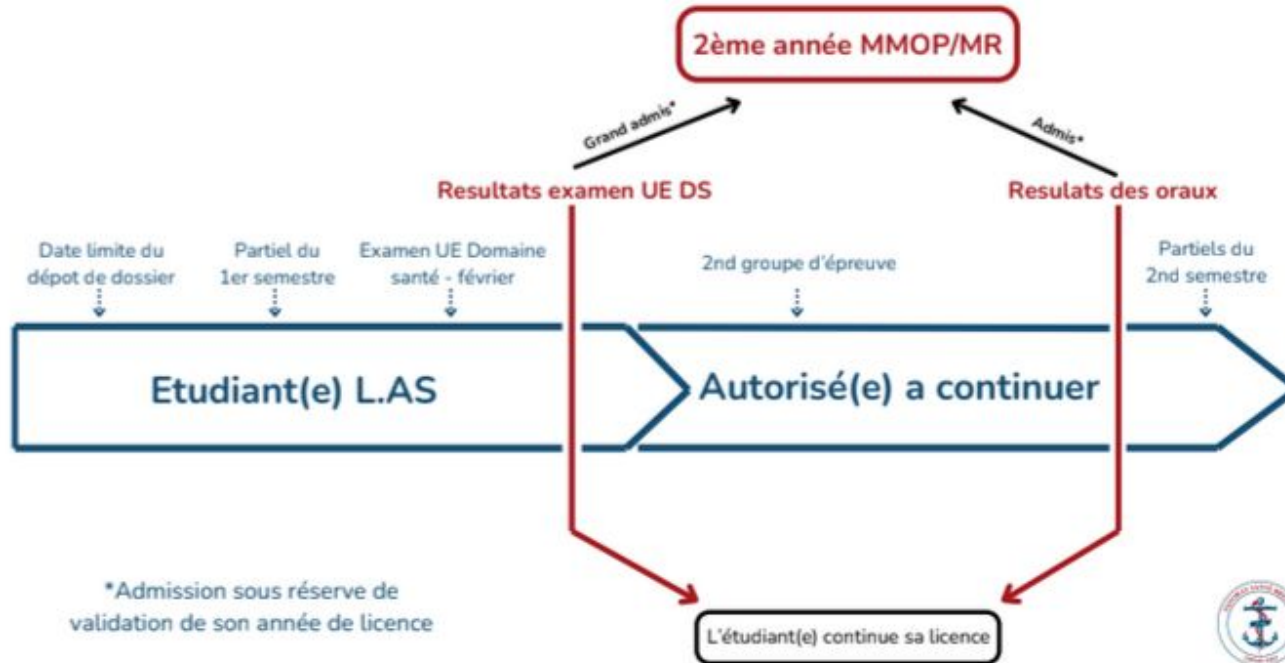 2ème année MMOP/MR
Grand admis*
Admis*
Resultats examen UE DS
Resulats des oraux
Date limite du
dépot de dossier
Partiel du
1er semestre
Examen UE Domaine
santé - février
2nd groupe d'épreuve
Partiels du
2nd semestre
Etudiant(e) L.AS
Autorisé(e) a continuer
*Admission sous réserve de
validation de son année de licence
L'étudiant(e) continue sa licence